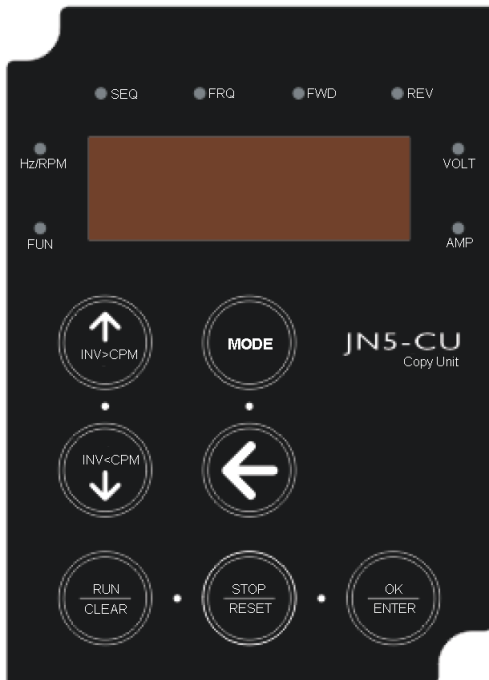 SEQ FRQ FWD REV
Hz/RPM VOLT
FUN AMP
INV>CPM MODE JN5-CU
Copy Unit
INV<CPM
RUN STOP OK
CLEAR RESET ENTER